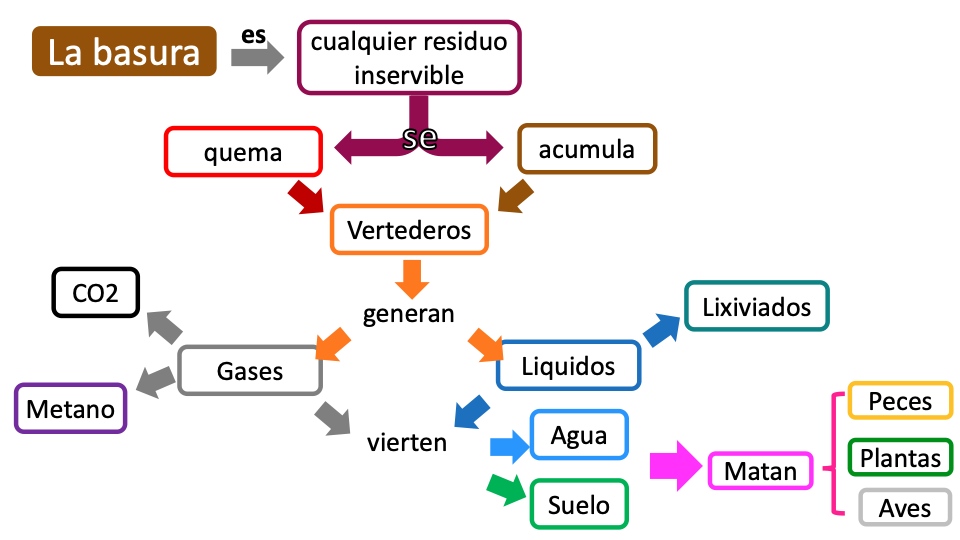 La basura
es
cualquier residuo
inservible
se
quema
acumula
Vertederos
generan
CO2
Lixiviados
Gases
Liquidos
Metano
vierten
Agua
Suelo
Matan
Peces
Plantas
Aves